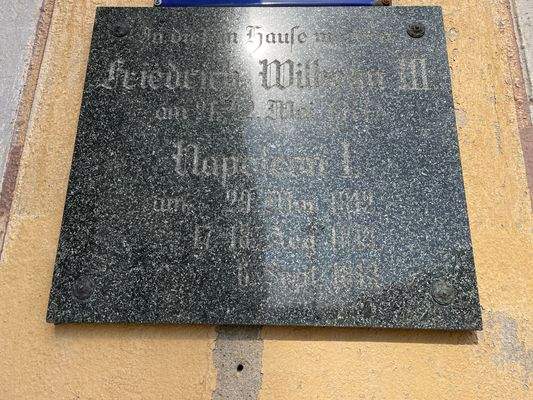 In diesem Hause
Friedrich Wilhelm III.
am Mai
Napoleon I.
am 29. Mai 1812
17. 18. Aug. 1813
6. Sept. 1813